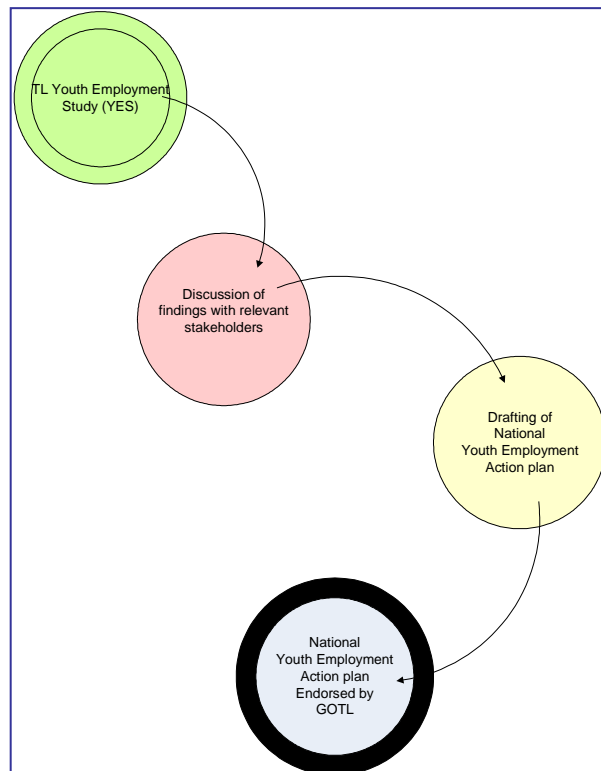 TL Youth Employment
Study (YES)
Discussion of
findings with relevant
stakeholders
Drafting of
National
Youth Employment
Action plan
National
Youth Employment
Action plan
Endorsed by
GOTL